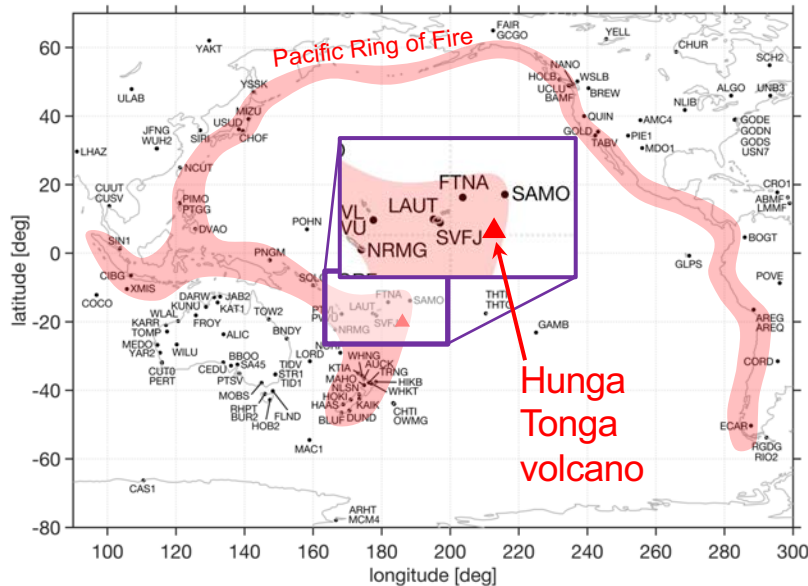 Pacific Ring of Fire
FAIR
GCGO
YELL
CHUR
SCH2
YAKT
ULAB
YSSK
NANO
HOLB
WSLB
UCLU
BREW
BAMF
ALGO
UNB3
NLIB
MIZU
JFNG
USUD
WUH2
SIRI
CHOF
QUIN
AMC4
GOLD
TABV
PIE1
MDO1
GODE
GODN
GODS
USN7
LHAZ
NCUT
CUUT
CUSV
PIMO
PTGG
DVAO
POHN
CRO1
ABMF
LMMF
BOGT
SIN1
PNGM
GLPS
POVE
CIBG
XMIS
COCO
SOLO
FTNA
SAMO
LAUT
VL
VU
SVFJ
NRMG
FTNA
SAMO
LAUT
NRMG
DARW
JAB2
KUNU
KAT1
WLAL
FROY
TOW2
KARR
TOMP
ALIC
BNDY
MEDO
YAR2
WILU
LORD
CUT0
PERT
BBOO
CEDU
SA45
PTSV
TIDV
STR1
TID1
MOBS
RHPT
BUR2
HOB2
FLND
WHNG
KTIA
AUCK
MAHO
TRNG
NLSN
HIKB
HOKI
WHKT
HAAS
KAIK
BLUF
DUND
CHTI
OWMG
MAC1
GAMB
AREG
AREQ
CORD
ECAR
RGDG
RIO2
CAS1
ARHT
MCM4
Hunga
Tonga
volcano
60
40
20
0
-20
-40
-60
-80
100
120
140
160
180
200
220
240
260
280
300
latitude [deg]
longitude [deg]